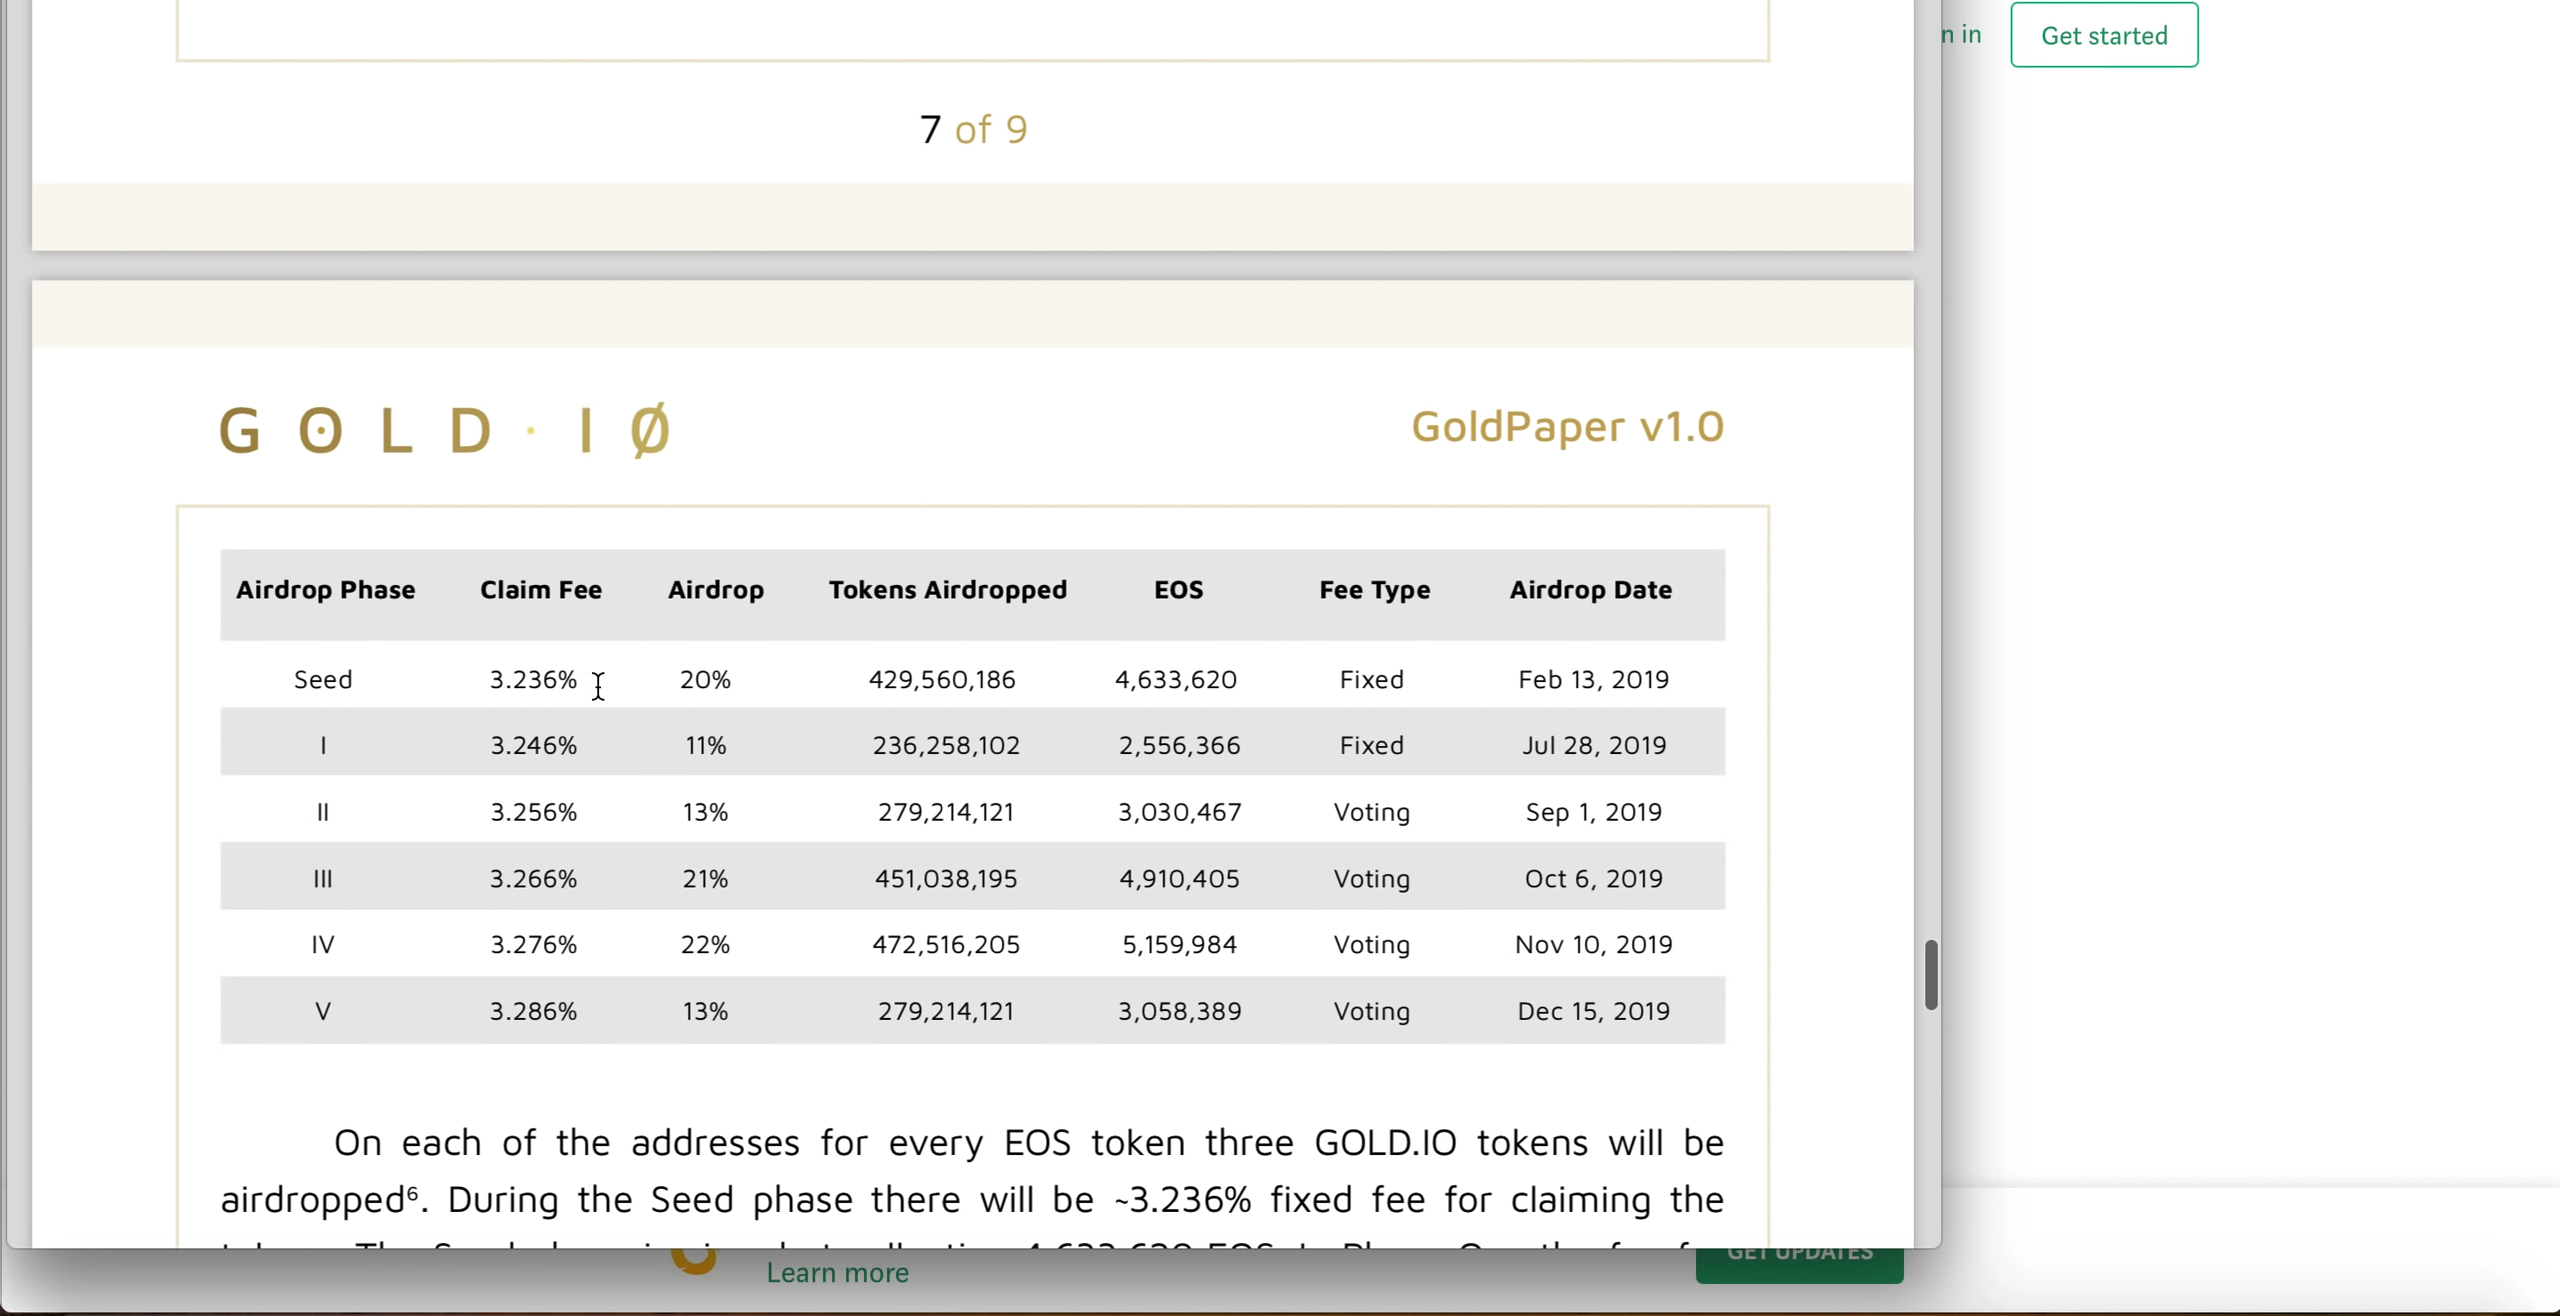 n in
Get started
7 of 9
GOLD·IØ
GoldPaper v1.0
Airdrop Phase Claim Fee Airdrop Tokens Airdropped EOS Fee Type Airdrop Date
Seed 3.236% 20% 429,560,186 4,633,620 Fixed Feb 13, 2019
I 3.246% 11% 236,258,102 2,556,366 Fixed Jul 28, 2019
II 3.256% 13% 279,214,121 3,030,467 Voting Sep 1, 2019
III 3.266% 21% 451,038,195 4,910,405 Voting Oct 6, 2019
IV 3.276% 22% 472,516,205 5,159,984 Voting Nov 10, 2019
V 3.286% 13% 279,214,121 3,058,389 Voting Dec 15, 2019
On each of the addresses for every EOS token three GOLD.IO tokens will be
airdropped⁶. During the Seed phase there will be ~3.236% fixed fee for claiming the
GET UPDATES
Learn more